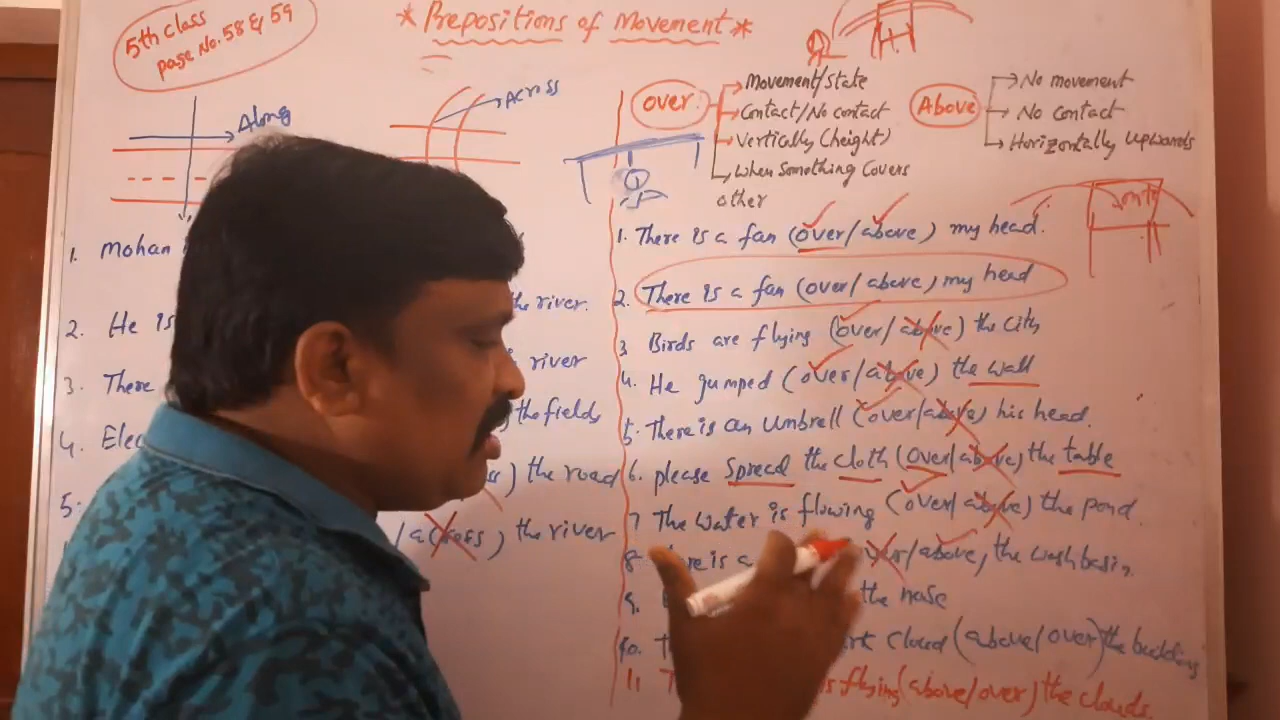 5th class
page No. 58 & 59
* Prepositions of Movement *
Along
Across
over
Movement/state
Contact/No contact
Vertically (height)
When Something Covers
other
Above
No movement
No contact
Horizontally upwards
1. Mohan
2. He is
the river.
3. There
river
4. Elec
the fields
5.
) the road
/across) the river
1. There is a fan (over/above) my head.
2. There is a fan (over/above) my head
3 Birds are flying (over/above) the city
4. He gumped (over/above) the wall
5. There is an umbrell (over/above) his head.
6. please spread the cloth (over/above) the table
7 The water is flowing (over/above) the pond.
8 is a /above, the washbasin.
9. the nose
10. cloud (above/over) the buildings
11. is flying (above/over) the clouds.